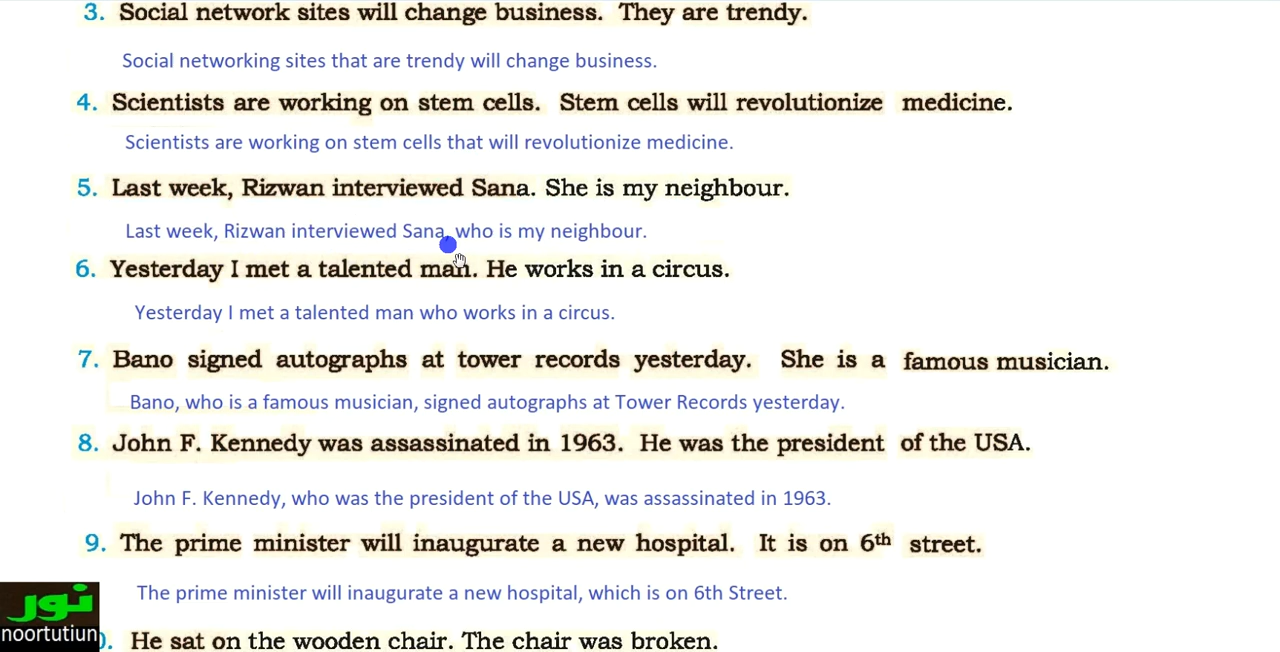 3. Social network sites will change business. They are trendy.
Social networking sites that are trendy will change business.
4. Scientists are working on stem cells. Stem cells will revolutionize medicine.
Scientists are working on stem cells that will revolutionize medicine.
5. Last week, Rizwan interviewed Sana. She is my neighbour.
Last week, Rizwan interviewed Sana, who is my neighbour.
6. Yesterday I met a talented man. He works in a circus.
Yesterday I met a talented man who works in a circus.
7. Bano signed autographs at tower records yesterday. She is a famous musician.
Bano, who is a famous musician, signed autographs at Tower Records yesterday.
8. John F. Kennedy was assassinated in 1963. He was the president of the USA.
John F. Kennedy, who was the president of the USA, was assassinated in 1963.
9. The prime minister will inaugurate a new hospital. It is on 6th street.
The prime minister will inaugurate a new hospital, which is on 6th Street.
نور
noortutiun
He sat on the wooden chair. The chair was broken.